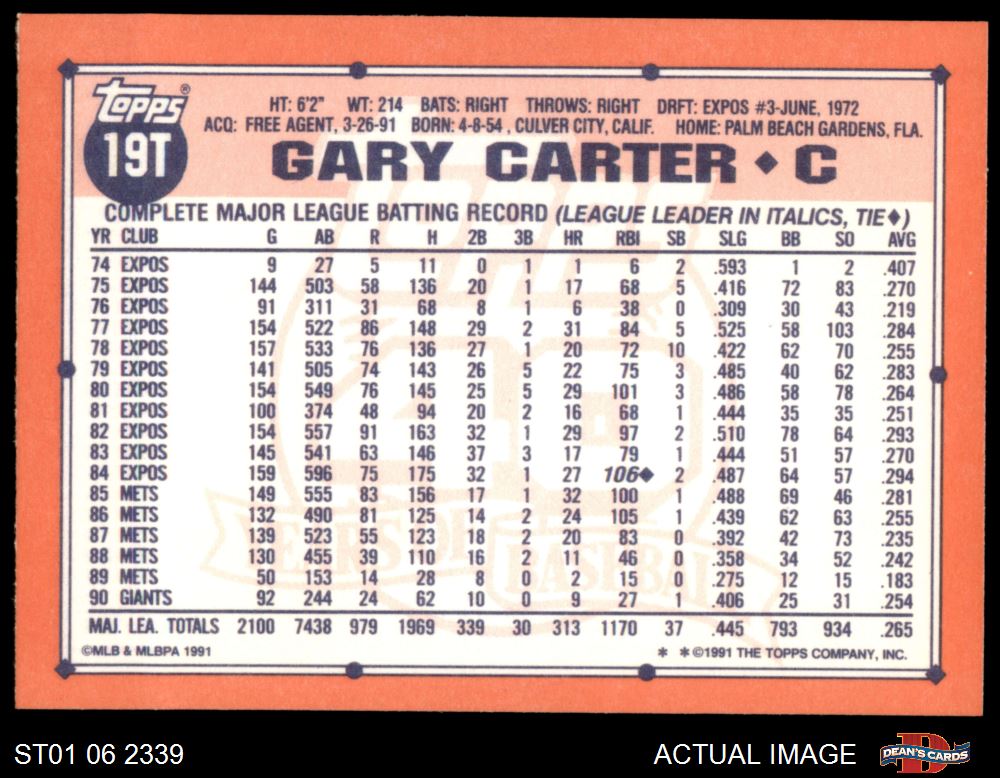 Topps®
19T
HT: 6'2" WT: 214 BATS: RIGHT THROWS: RIGHT DRFT: EXPOS #3-JUNE, 1972
ACQ: FREE AGENT, 3-26-91 BORN: 4-8-54 , CULVER CITY, CALIF. HOME: PALM BEACH GARDENS, FLA.
GARY CARTER ◆ C
COMPLETE MAJOR LEAGUE BATTING RECORD (LEAGUE LEADER IN ITALICS, TIE◆)
YR CLUB G AB R H 2B 3B HR RBI SB SLG BB SO AVG
74 EXPOS 9 27 5 11 0 1 1 6 2 .593 1 2 .407
75 EXPOS 144 503 58 136 20 1 17 68 5 .416 72 83 .270
76 EXPOS 91 311 31 68 8 1 6 38 0 .309 30 43 .219
77 EXPOS 154 522 86 148 29 2 31 84 5 .525 58 103 .284
78 EXPOS 157 533 76 136 27 1 20 72 10 .422 62 70 .255
79 EXPOS 141 505 74 143 26 5 22 75 3 .485 40 62 .283
80 EXPOS 154 549 76 145 25 5 29 101 3 .486 58 78 .264
81 EXPOS 100 374 48 94 20 2 16 68 1 .444 35 35 .251
82 EXPOS 154 557 91 163 32 1 29 97 2 .510 78 64 .293
83 EXPOS 145 541 63 146 37 3 17 79 1 .444 51 57 .270
84 EXPOS 159 596 75 175 32 1 27 106◆ 2 .487 64 57 .294
85 METS 149 555 83 156 17 1 32 100 1 .488 69 46 .281
86 METS 132 490 81 125 14 2 24 105 1 .439 62 63 .255
87 METS 139 523 55 123 18 2 20 83 0 .392 42 73 .235
88 METS 130 455 39 110 16 2 11 46 0 .358 34 52 .242
89 METS 50 153 14 28 8 0 2 15 0 .275 12 15 .183
90 GIANTS 92 244 24 62 10 0 9 27 1 .406 25 31 .254
MAJ. LEA. TOTALS 2100 7438 979 1969 339 30 313 1170 37 .445 793 934 .265
©MLB & MLBPA 1991 * *©1991 THE TOPPS COMPANY, INC.
TOPPS
40
YEARS OF BASEBALL
ST01 06 2339 ACTUAL IMAGE DEAN'S CARDS